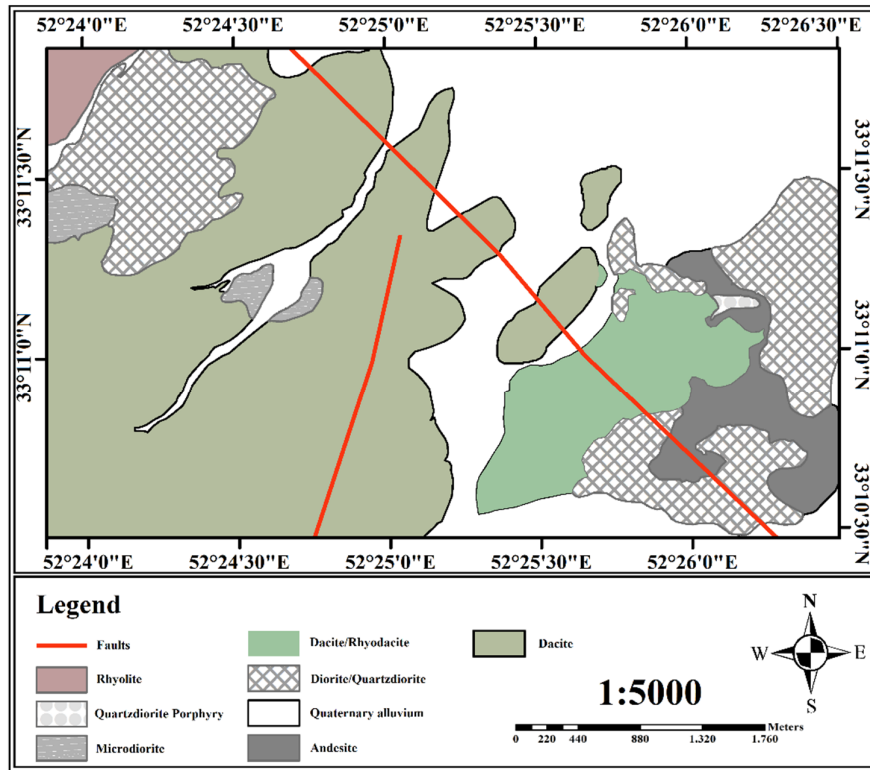 52°24'0"E 52°24'30"E 52°25'0"E 52°25'30"E 52°26'0"E 52°26'30"E
33°11'30"N 33°11'30"N
33°11'0"N 33°11'0"N
33°10'30"N
52°24'0"E 52°24'30"E 52°25'0"E 52°25'30"E 52°26'0"E
Legend
Faults Dacite/Rhyodacite Dacite
Rhyolite Diorite/Quartzdiorite
Quartzdiorite Porphyry Quaternary alluvium
Microdiorite Andesite
N
W E
S
1:5000
Meters
0 220 440 880 1.320 1.760